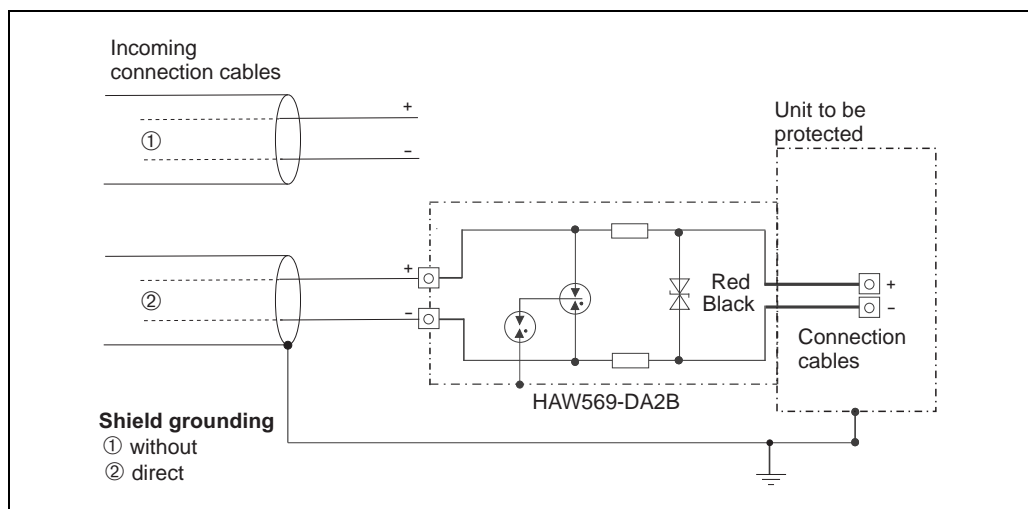 Incoming
connection cables
+
①
−
Unit to be
protected
+
②
−
Red
Black
+
−
Connection
cables
HAW569-DA2B
Shield grounding
① without
② direct